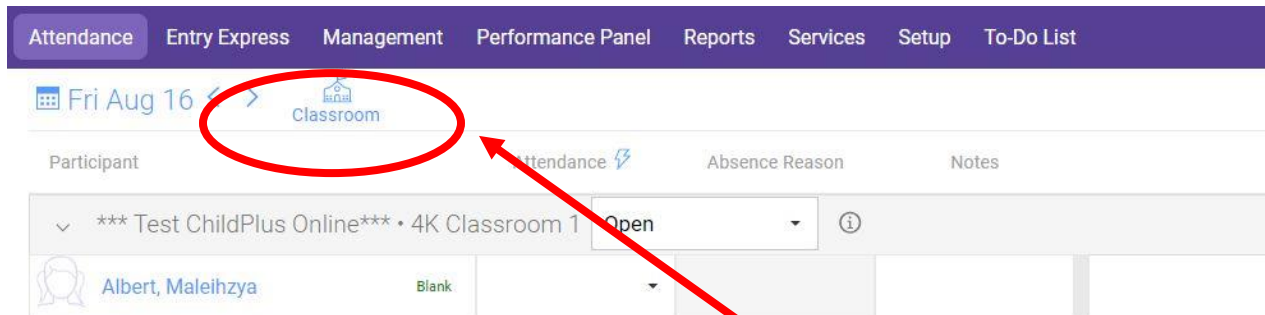 Attendance Entry Express Management Performance Panel Reports Services Setup To-Do List
Fri Aug 16 < >
Classroom
Participant Attendance Absence Reason Notes
*** Test ChildPlus Online*** • 4K Classroom 1 Open
Albert, Maleihzya Blank